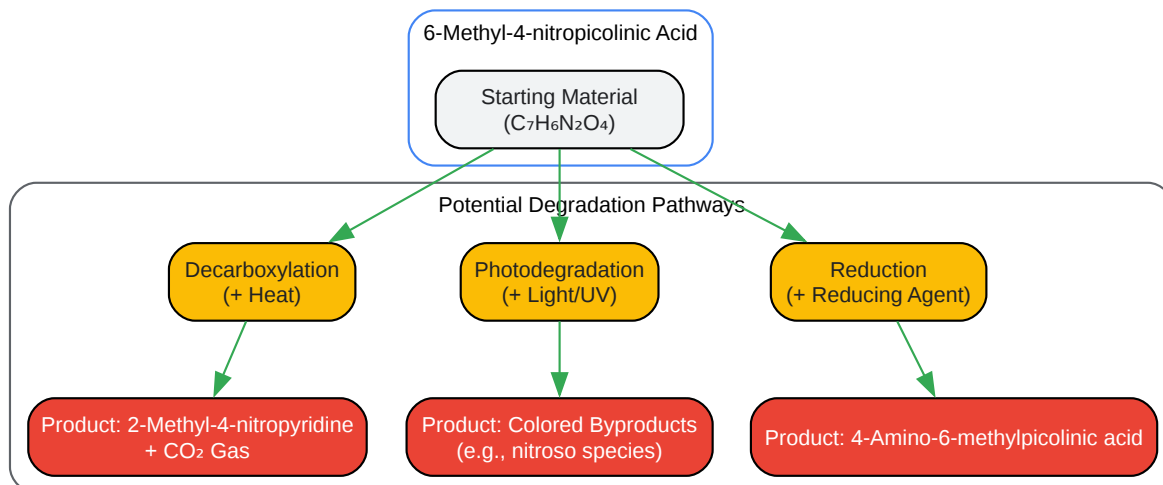 6-Methyl-4-nitropicolinic Acid
Starting Material
(C₇H₆N₂O₄)
Potential Degradation Pathways
Decarboxylation
(+ Heat)
Photodegradation
(+ Light/UV)
Reduction
(+ Reducing Agent)
Product: 2-Methyl-4-nitropyridine
+ CO₂ Gas
Product: Colored Byproducts
(e.g., nitroso species)
Product: 4-Amino-6-methylpicolinic acid